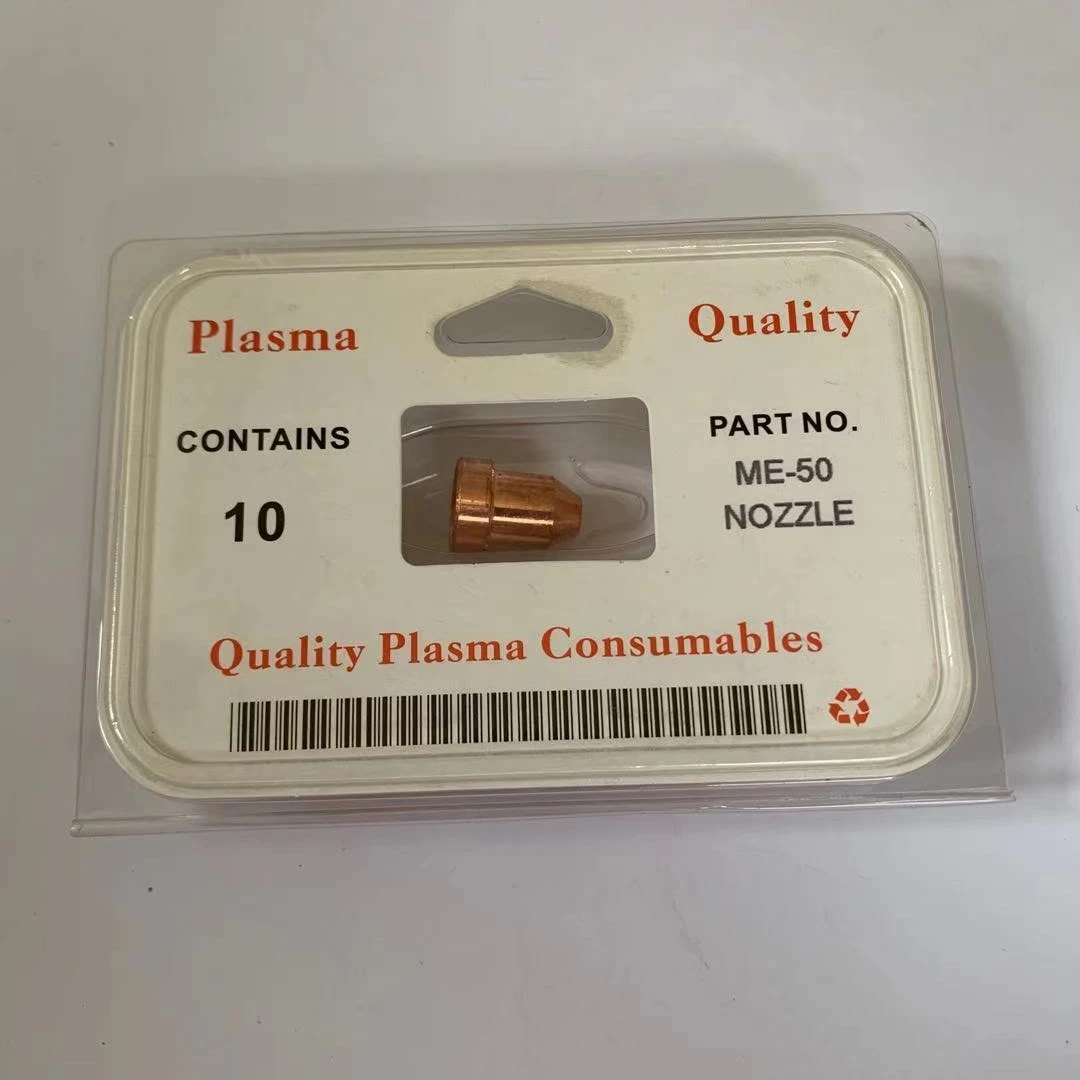 Plasma
Quality
CONTAINS
10
PART NO.
ME-50
NOZZLE
Quality Plasma Consumables